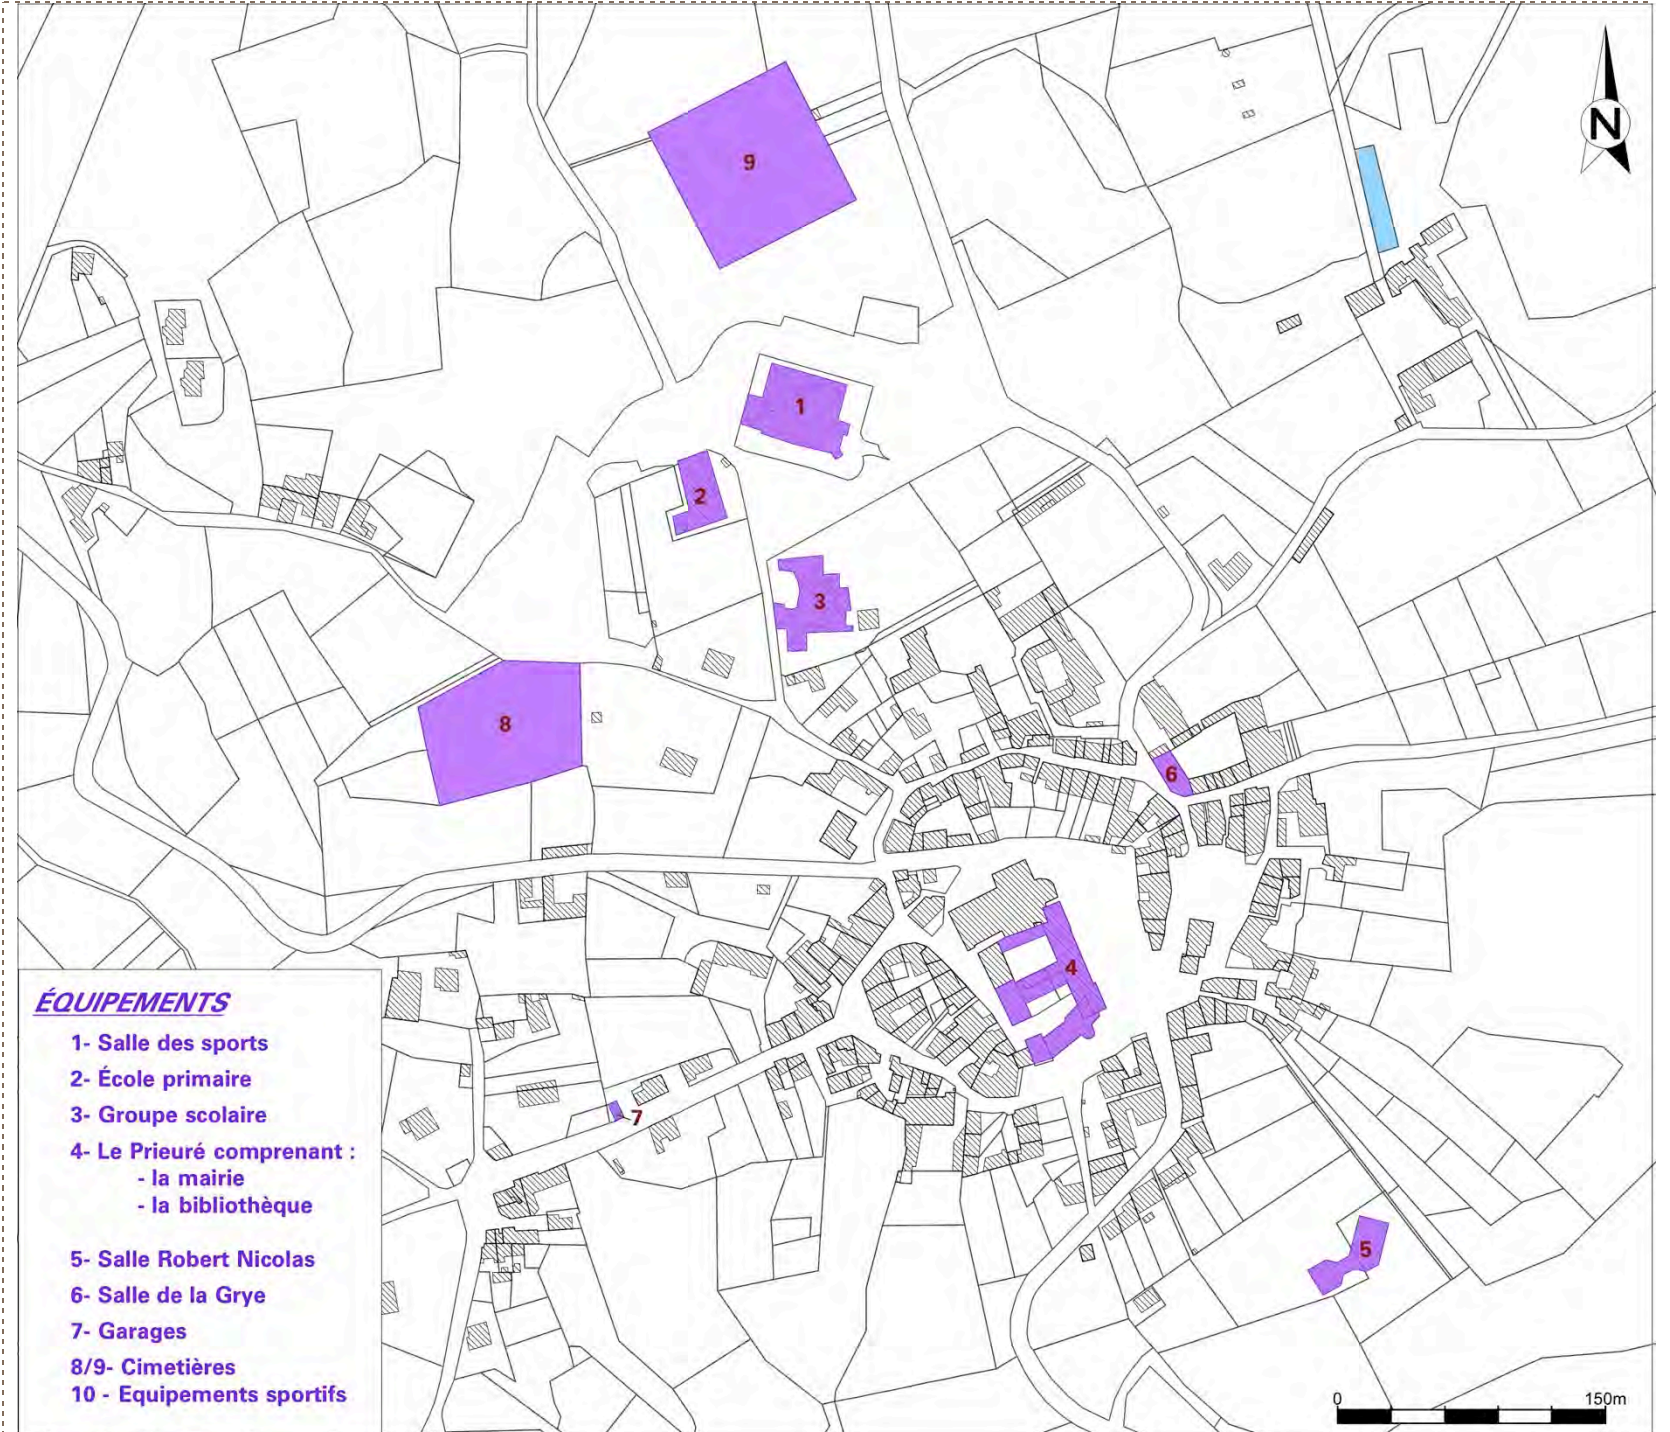 N
9
1
2
3
8
6
4
7
5
ÉQUIPEMENTS
1- Salle des sports
2- École primaire
3- Groupe scolaire
4- Le Prieuré comprenant :
- la mairie
- la bibliothèque
5- Salle Robert Nicolas
6- Salle de la Grye
7- Garages
8/9- Cimetières
10 - Equipements sportifs
0 150m